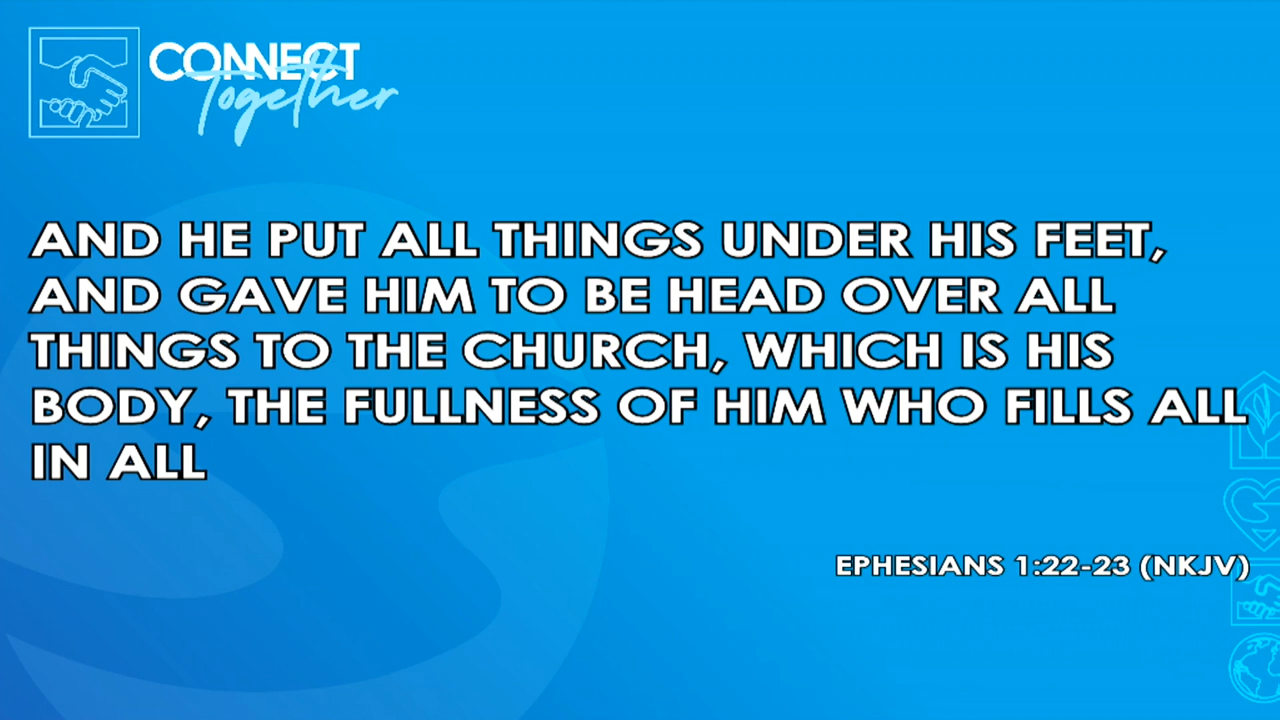 CONNECT
Together
AND HE PUT ALL THINGS UNDER HIS FEET,
AND GAVE HIM TO BE HEAD OVER ALL
THINGS TO THE CHURCH, WHICH IS HIS
BODY, THE FULLNESS OF HIM WHO FILLS ALL
IN ALL
EPHESIANS 1:22-23 (NKJV)